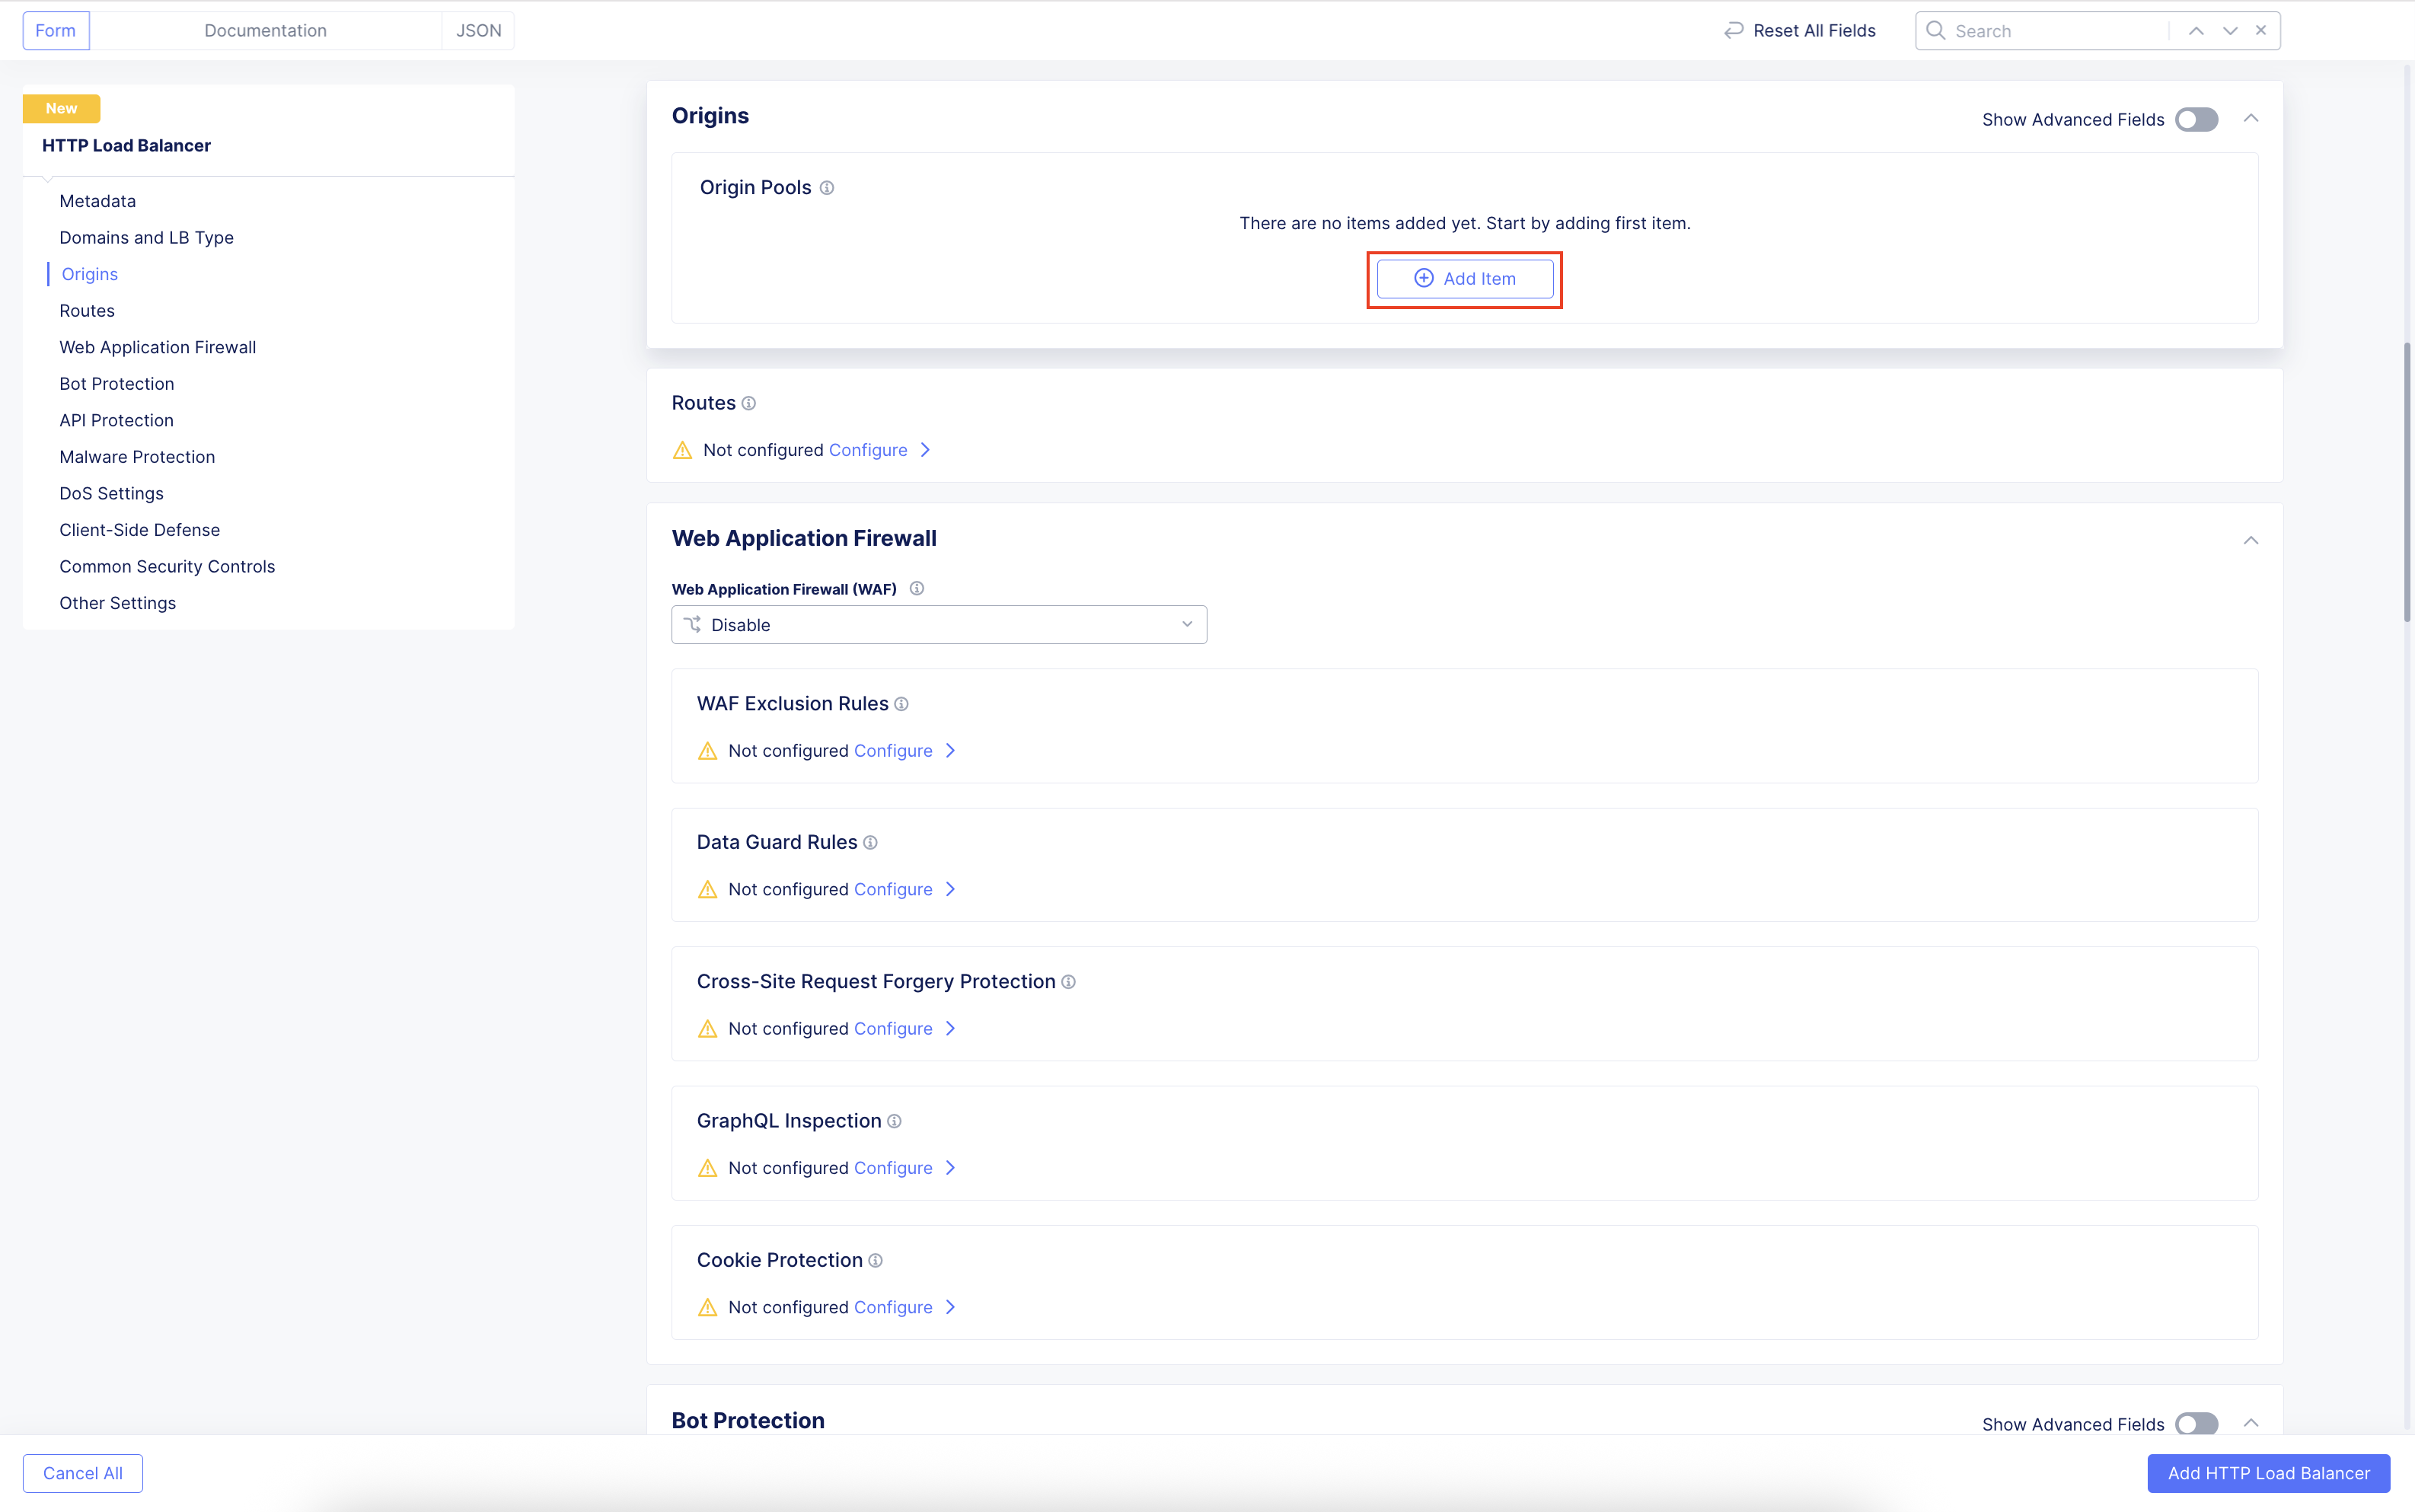 Form
Documentation
JSON
Reset All Fields
Search
New
HTTP Load Balancer
Metadata
Domains and LB Type
Origins
Routes
Web Application Firewall
Bot Protection
API Protection
Malware Protection
DoS Settings
Client-Side Defense
Common Security Controls
Other Settings
Origins
Show Advanced Fields
Origin Pools
There are no items added yet. Start by adding first item.
Add Item
Routes
Not configured Configure
Web Application Firewall
Web Application Firewall (WAF)
Disable
WAF Exclusion Rules
Not configured Configure
Data Guard Rules
Not configured Configure
Cross-Site Request Forgery Protection
Not configured Configure
GraphQL Inspection
Not configured Configure
Cookie Protection
Not configured Configure
Bot Protection
Show Advanced Fields
Cancel All
Add HTTP Load Balancer